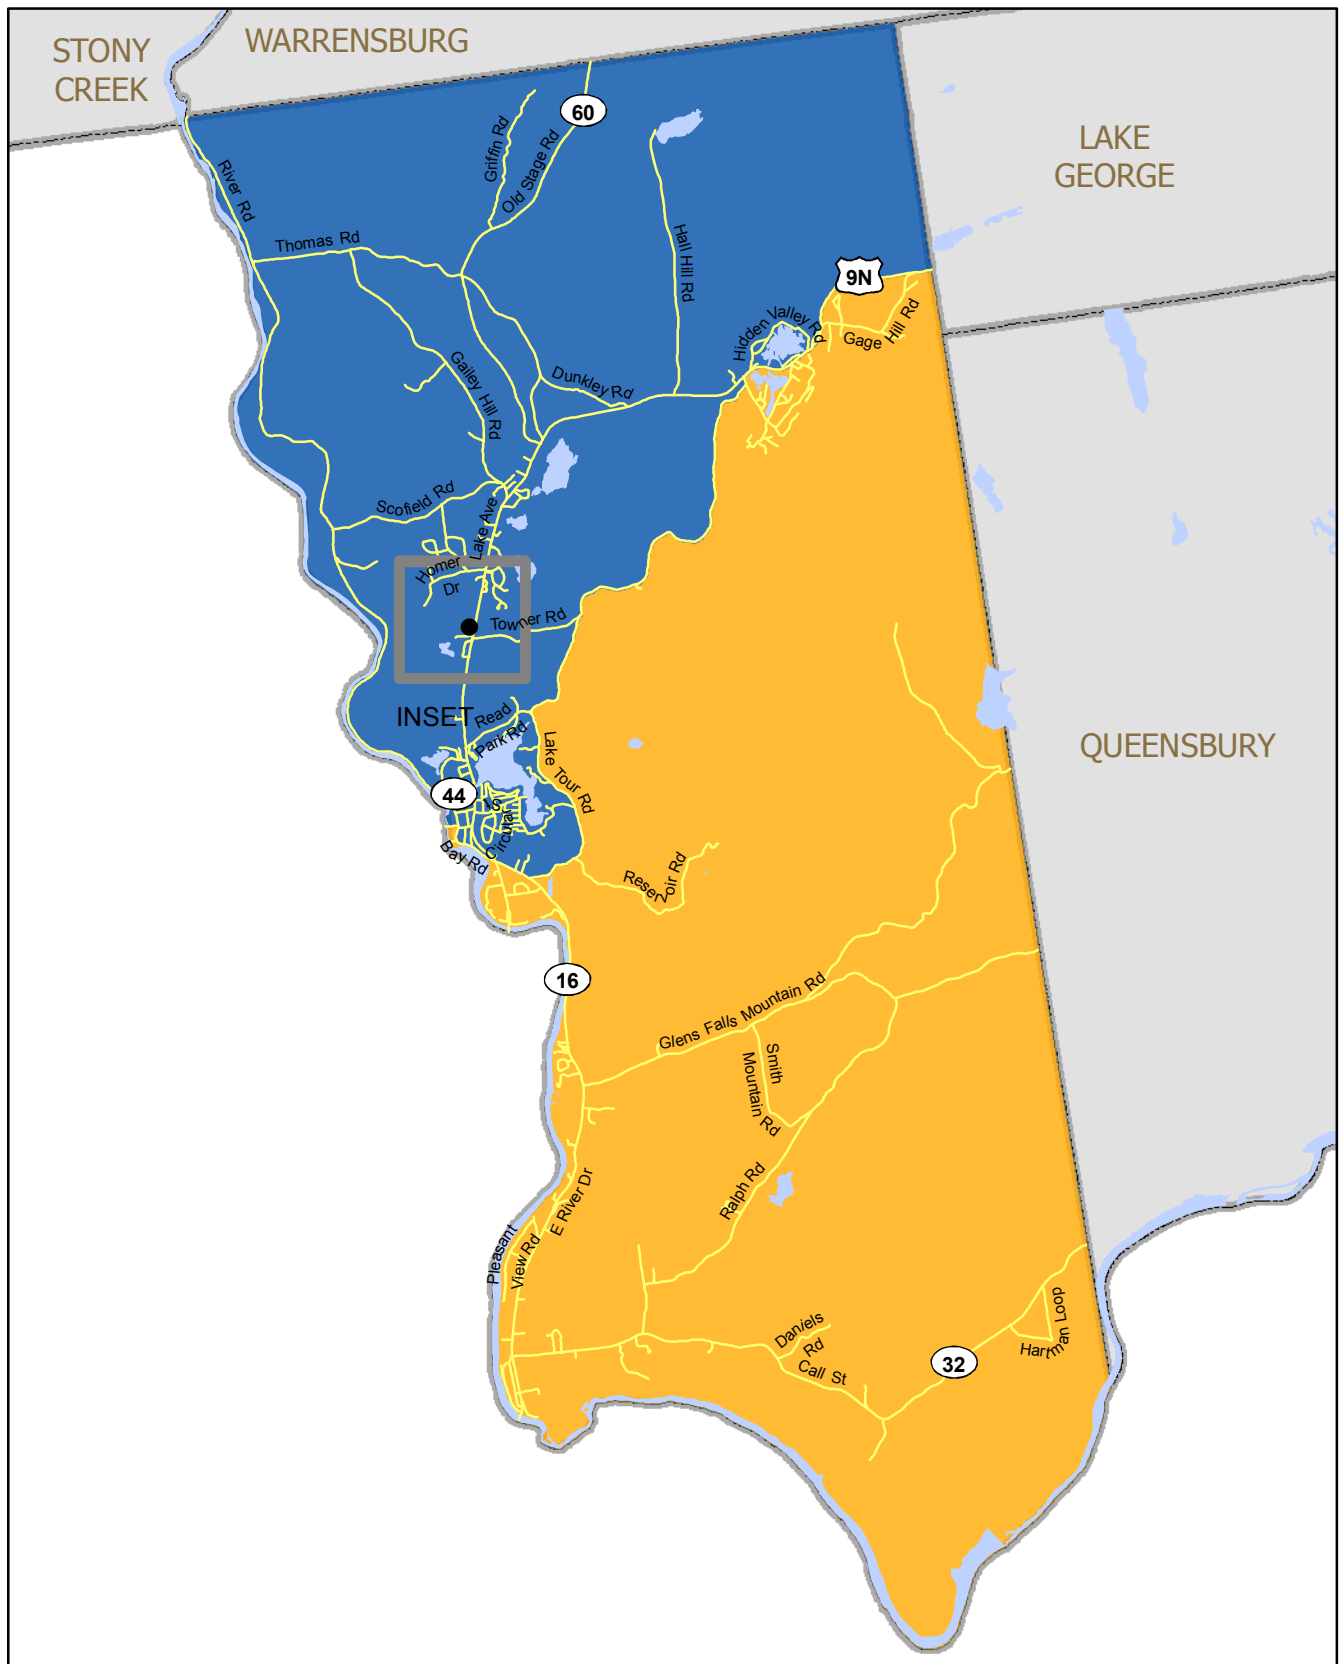 STONY
CREEK
WARRENSBURG
LAKE
GEORGE
60
Griffin Rd
Old Stage Rd
River Rd
Thomas Rd
Hall Hill Rd
9N
Hidden Valley Rd
Gage Hill Rd
Gailey Hill Rd
Dunkley Rd
Scofield Rd
Lake Ave
Homer
Dr
Towner Rd
INSET
Read
Park Rd
Lake Tour Rd
QUEENSBURY
44
Circular
Bay Rd
16
Glens Falls Mountain Rd
Smith
Mountain Rd
Ralph Rd
E River Dr
Pleasant
View Rd
Daniels
Rd
Call St
32
Hartman Loop